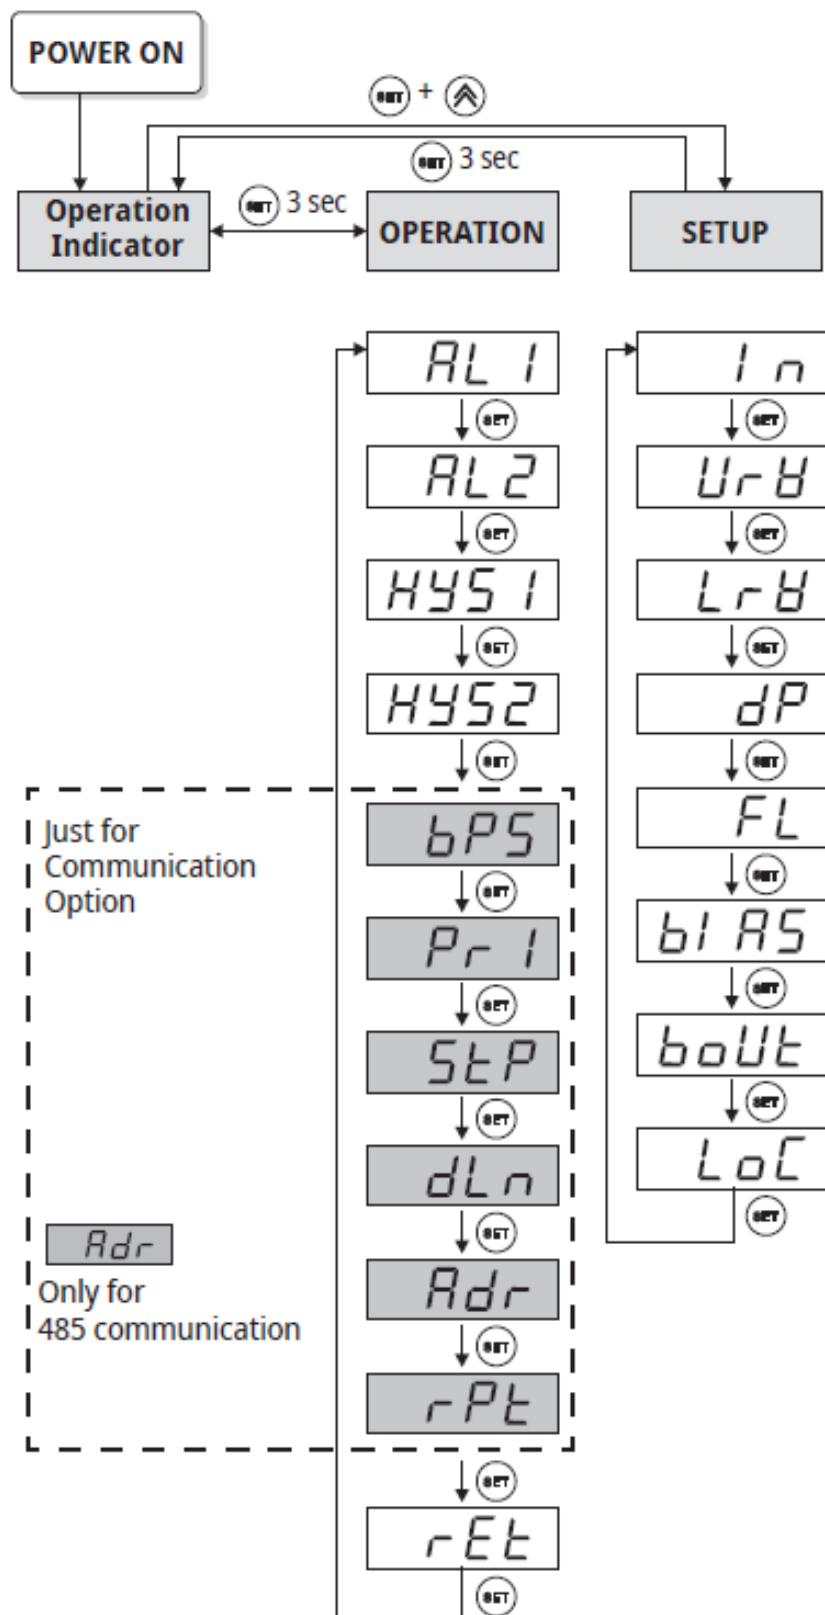 POWER ON
SET +
SET 3 sec
Operation
Indicator
SET 3 sec
OPERATION
SETUP
AL1
SET
AL2
SET
HYS1
SET
HYS2
SET
Just for
Communication
Option
bPS
SET
Pr1
SET
StP
SET
dLn
SET
Adr
Only for
485 communication
Adr
SET
rPt
SET
rEt
SET
In
SET
UrV
SET
LrV
SET
dP
SET
FL
SET
bIAS
SET
boUt
SET
LoC
SET